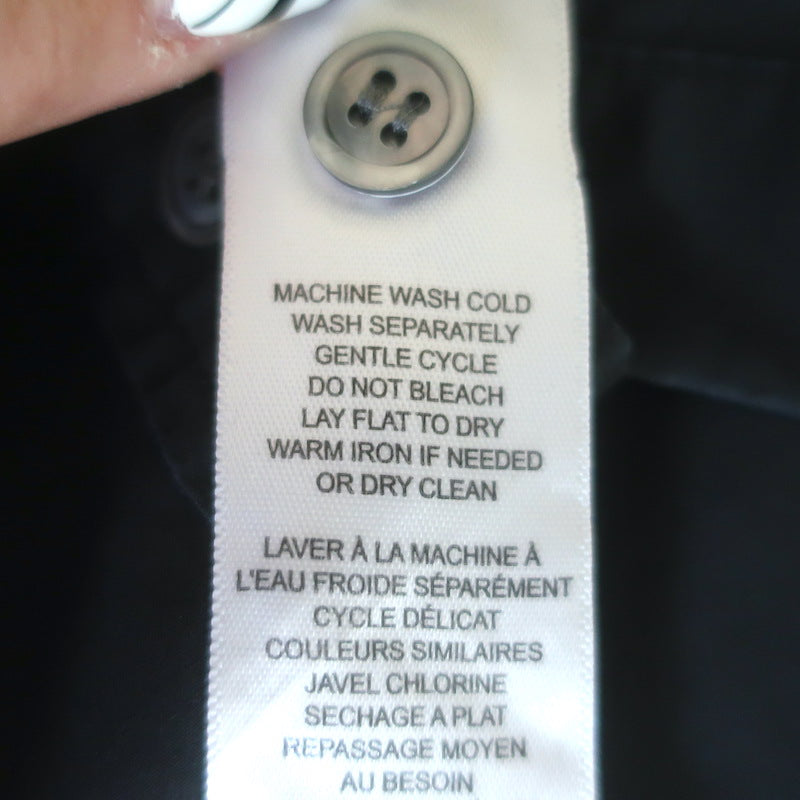 MACHINE WASH COLD
WASH SEPARATELY
GENTLE CYCLE
DO NOT BLEACH
LAY FLAT TO DRY
WARM IRON IF NEEDED
OR DRY CLEAN
LAVER À LA MACHINE À
L'EAU FROIDE SÉPARÉMENT
CYCLE DÉLICAT
COULEURS SIMILAIRES
JAVEL CHLORINE
SECHAGE A PLAT
REPASSAGE MOYEN
AU BESOIN